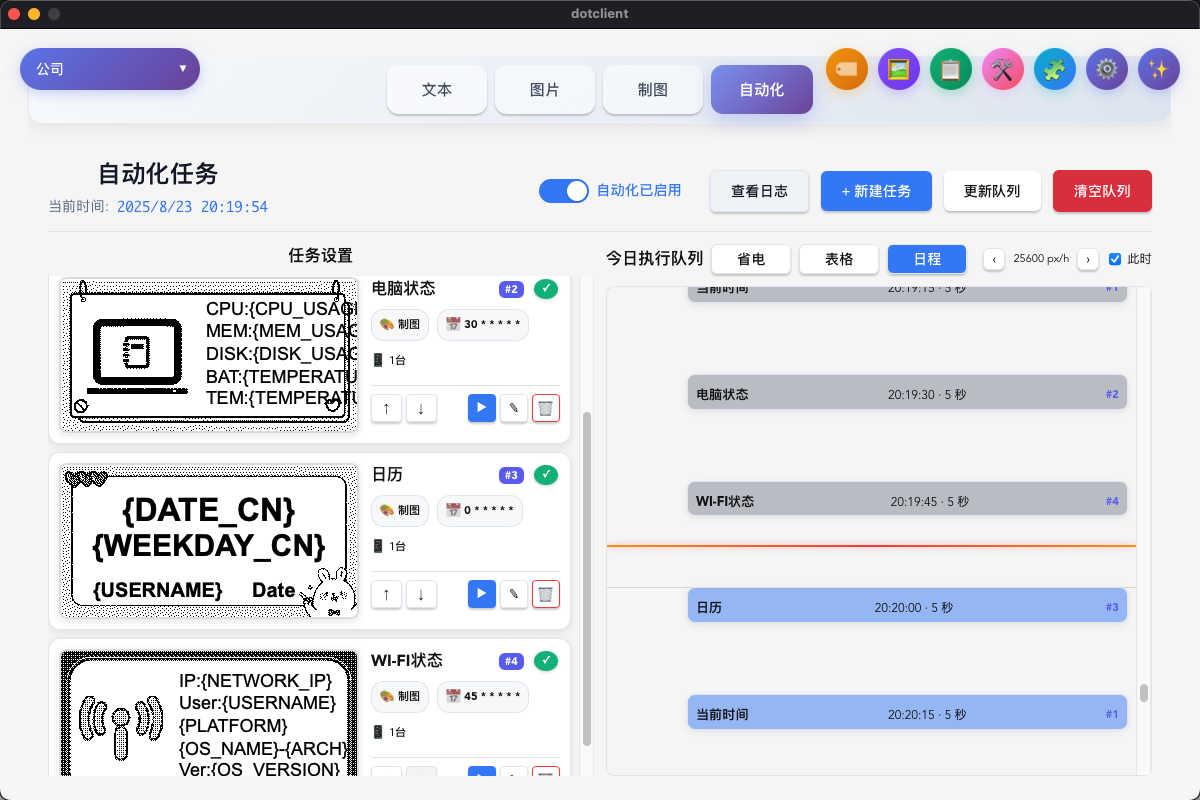 dotclient
公司
文本
图片
制图
自动化
自动化任务
当前时间: 2025/8/23 20:19:54
自动化已启用
查看日志
+ 新建任务
更新队列
清空队列
任务设置
CPU:{CPU_USAG
MEM:{MEM_USAG
DISK:{DISK_USAG
BAT:{TEMPERATU
TEM:{TEMPERATU
电脑状态
#2
制图
30 * * * * *
1台
{DATE_CN}
{WEEKDAY_CN}
{USERNAME} Date
日历
#3
制图
0 * * * * *
1台
IP:{NETWORK_IP}
User:{USERNAME}
{PLATFORM}
{OS_NAME}-{ARCH}
Ver:{OS_VERSION}
WI-FI状态
#4
制图
45 * * * * *
1台
今日执行队列
省电
表格
日程
25600 px/h
此时
当前时间 20:19:15 · 5 秒 #1
电脑状态 20:19:30 · 5 秒 #2
WI-FI状态 20:19:45 · 5 秒 #4
日历 20:20:00 · 5 秒 #3
当前时间 20:20:15 · 5 秒 #1